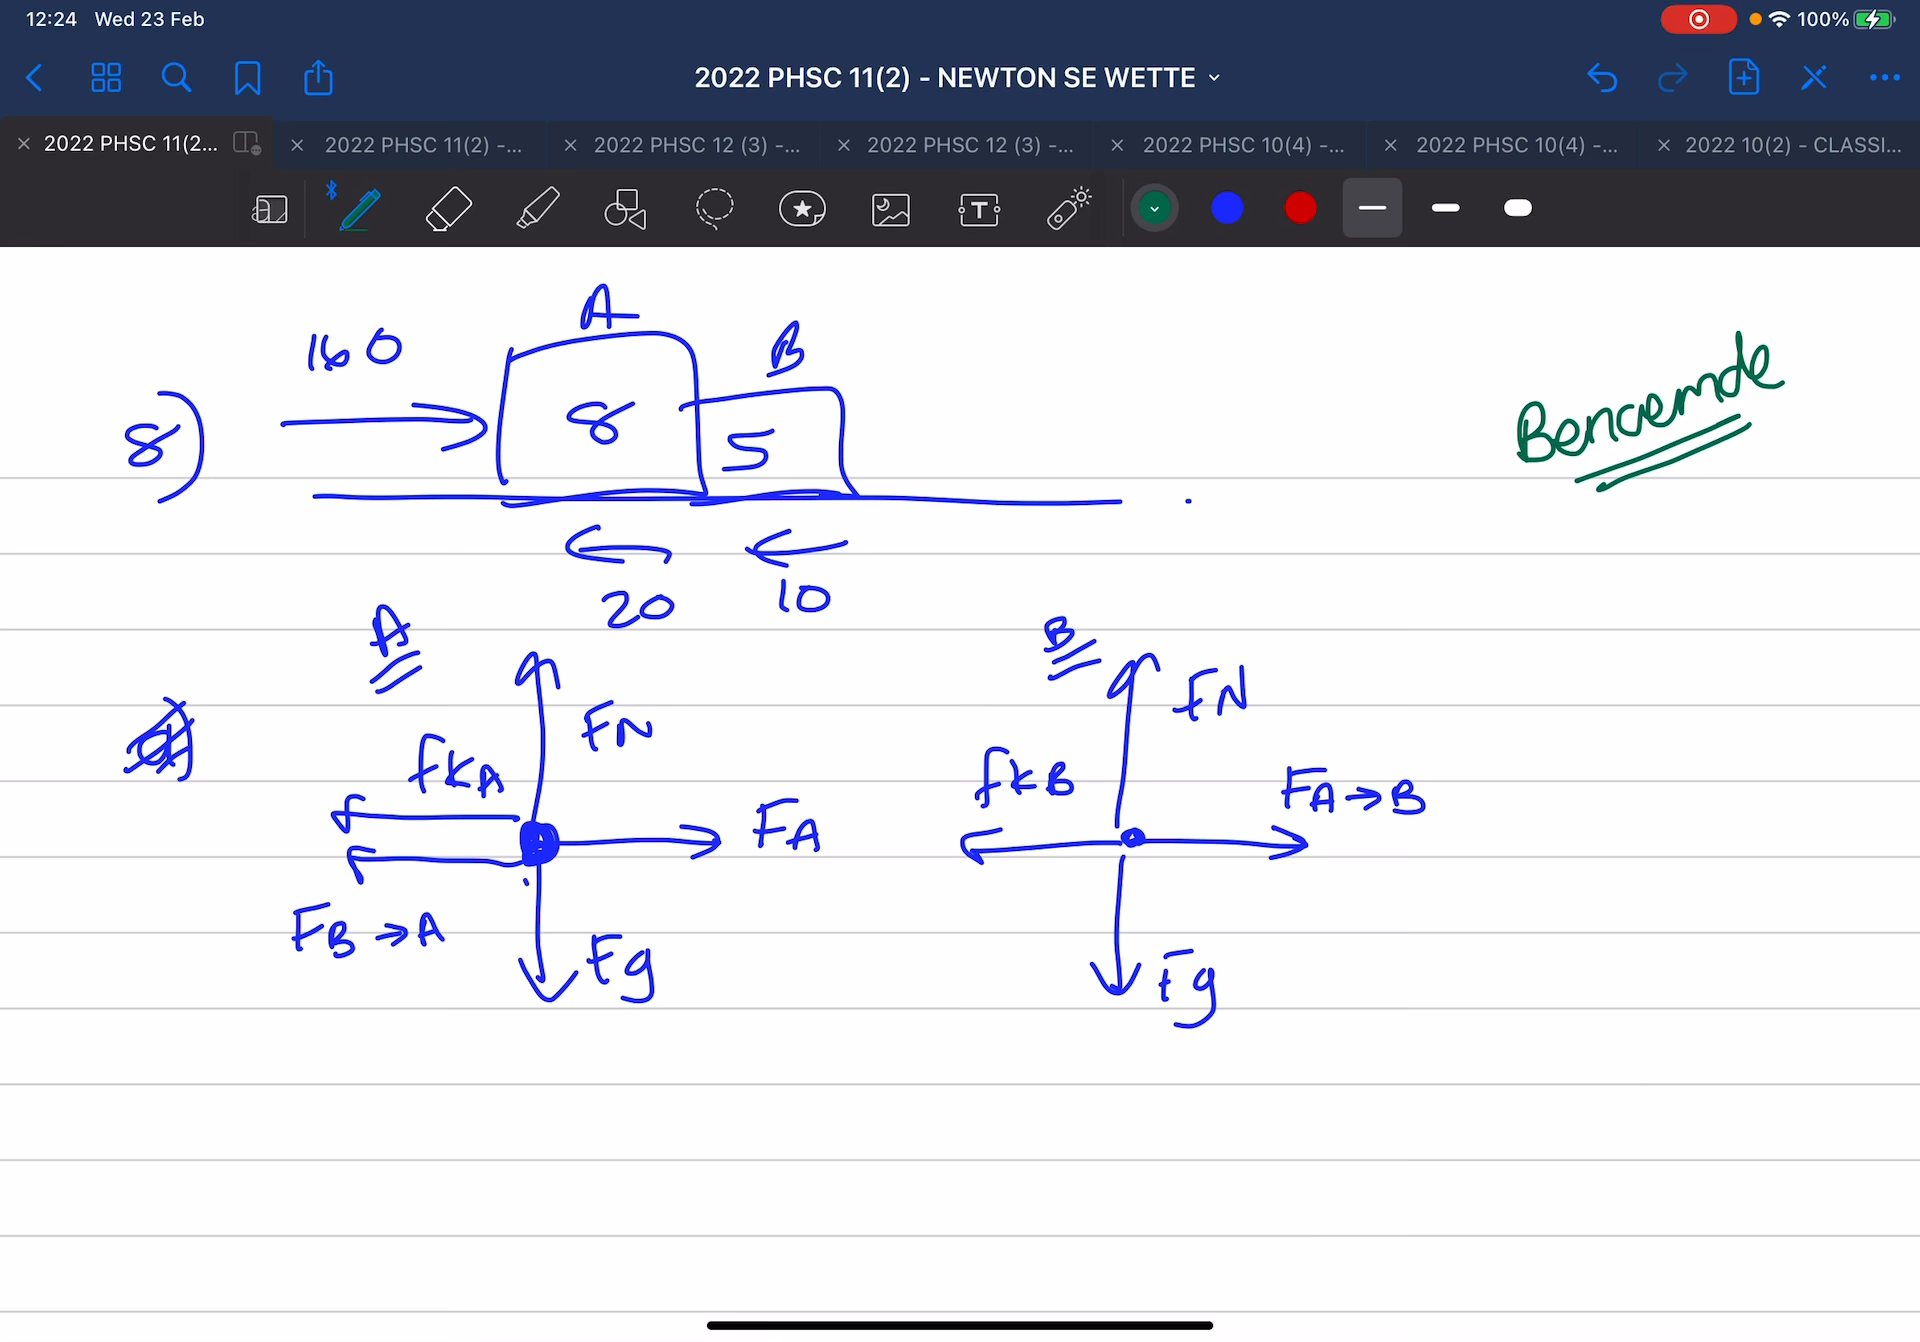 12:24 Wed 23 Feb
100%
2022 PHSC 11(2) - NEWTON SE WETTE
2022 PHSC 11(2...
2022 PHSC 11(2) -...
2022 PHSC 12 (3) -...
2022 PHSC 12 (3) -...
2022 PHSC 10(4) -...
2022 PHSC 10(4) -...
2022 10(2) - CLASSI...
T
A
160
B
8)
8
5
20
10
A
FN
fkA
FA
FB→A
Fg
B
FN
fkB
FA→B
Fg